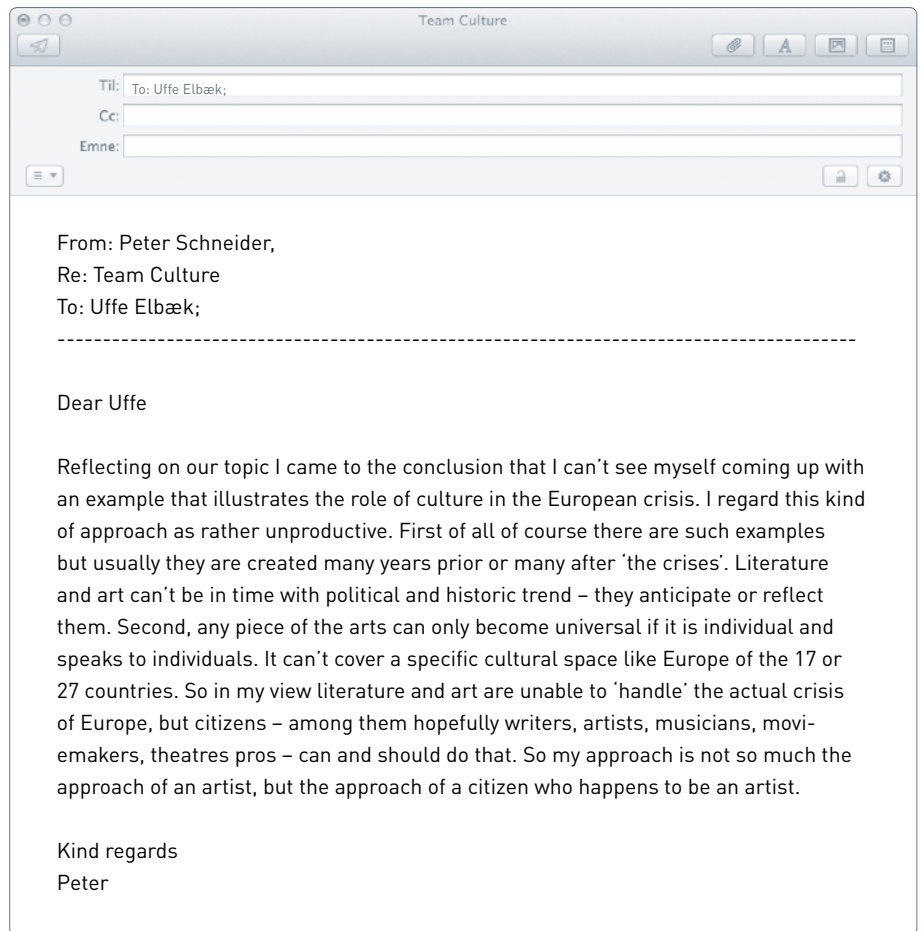 Team Culture
Til: To: Uffe Elbæk;
Cc:
Emne:
From: Peter Schneider,
Re: Team Culture
To: Uffe Elbæk;
-----------------------------------------------------------------------------------------
Dear Uffe
Reflecting on our topic I came to the conclusion that I can’t see myself coming up with
an example that illustrates the role of culture in the European crisis. I regard this kind
of approach as rather unproductive. First of all of course there are such examples
but usually they are created many years prior or many after ‘the crises’. Literature
and art can’t be in time with political and historic trend – they anticipate or reflect
them. Second, any piece of the arts can only become universal if it is individual and
speaks to individuals. It can’t cover a specific cultural space like Europe of the 17 or
27 countries. So in my view literature and art are unable to ‘handle’ the actual crisis
of Europe, but citizens – among them hopefully writers, artists, musicians, movi-
emakers, theatres pros – can and should do that. So my approach is not so much the
approach of an artist, but the approach of a citizen who happens to be an artist.
Kind regards
Peter